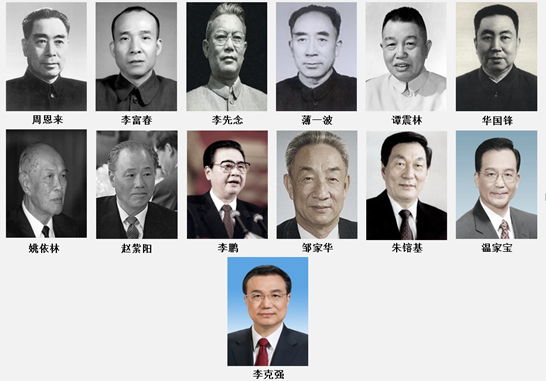 周恩来 李富春 李先念 薄一波 谭震林 华国锋
姚依林 赵紫阳 李鹏 邹家华 朱镕基 温家宝
李克强